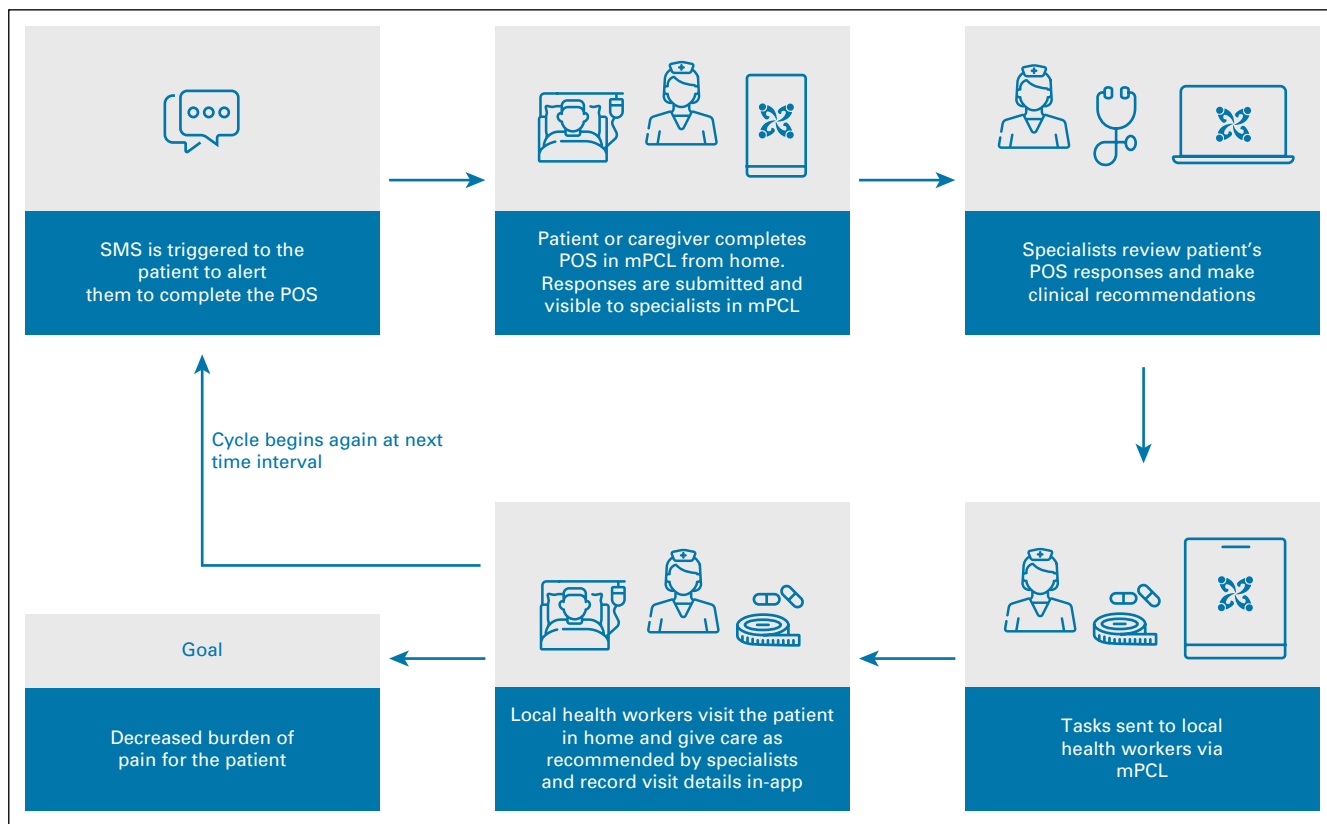 SMS is triggered to the
patient to alert
them to complete the POS
Patient or caregiver completes
POS in mPCL from home.
Responses are submitted and
visible to specialists in mPCL
Specialists review patient's
POS responses and make
clinical recommendations
Tasks sent to local
health workers via
mPCL
Local health workers visit the patient
in home and give care as
recommended by specialists
and record visit details in-app
Cycle begins again at next
time interval
Goal
Decreased burden of
pain for the patient